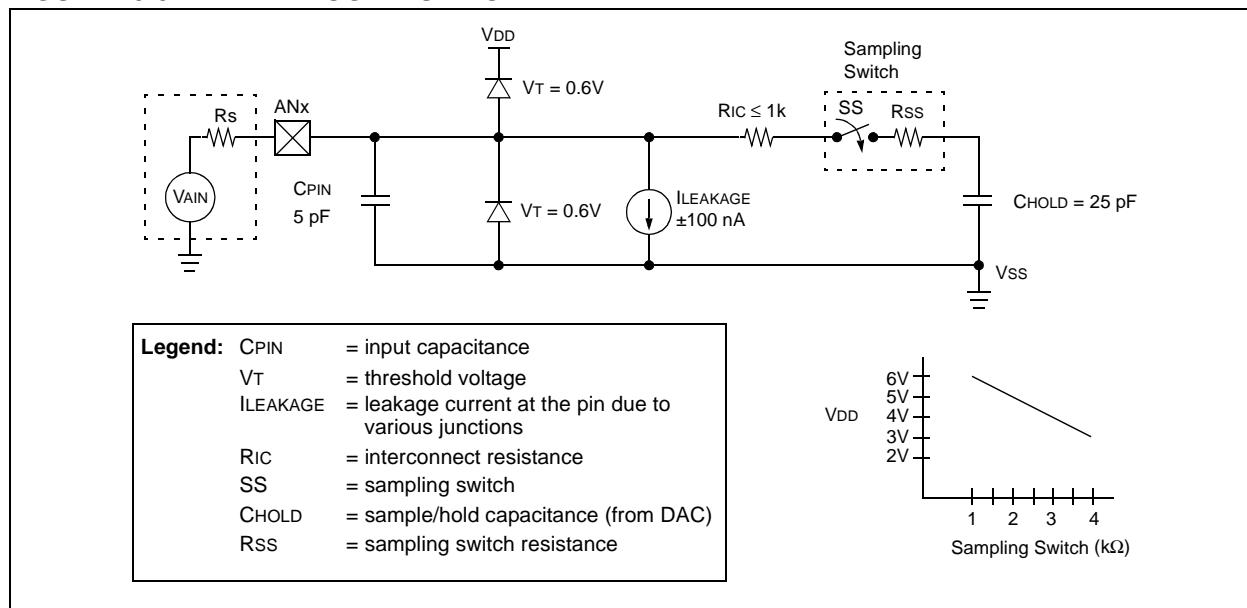 VDD
Sampling
Switch
VT = 0.6V
Rs
ANx
RIC ≤ 1k
SS
RSS
VAIN
CPIN
5 pF
VT = 0.6V
ILEAKAGE
±100 nA
CHOLD = 25 pF
VSS
Legend: CPIN = input capacitance
VT = threshold voltage
ILEAKAGE = leakage current at the pin due to
various junctions
RIC = interconnect resistance
SS = sampling switch
CHOLD = sample/hold capacitance (from DAC)
RSS = sampling switch resistance
VDD
6V
5V
4V
3V
2V
1 2 3 4
Sampling Switch (kΩ)